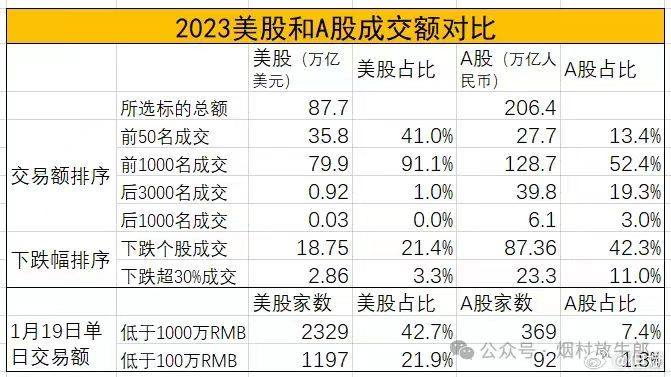 2023美股和A股成交额对比
美股（万亿美元） 美股占比 A股（万亿人民币） A股占比
所选标的总额 87.7 206.4
交易额排序
前50名成交 35.8 41.0% 27.7 13.4%
前1000名成交 79.9 91.1% 128.7 52.4%
后3000名成交 0.92 1.0% 39.8 19.3%
后1000名成交 0.03 0.0% 6.1 3.0%
下跌幅排序
下跌个股成交 18.75 21.4% 87.36 42.3%
下跌超30%成交 2.86 3.3% 23.3 11.0%
美股家数 美股占比 A股家数 A股占比
1月19日单日交易额
低于1000万RMB 2329 42.7% 369 7.4%
低于100万RMB 1197 21.9% 92 1.3%
公众号·烟村放牛郎